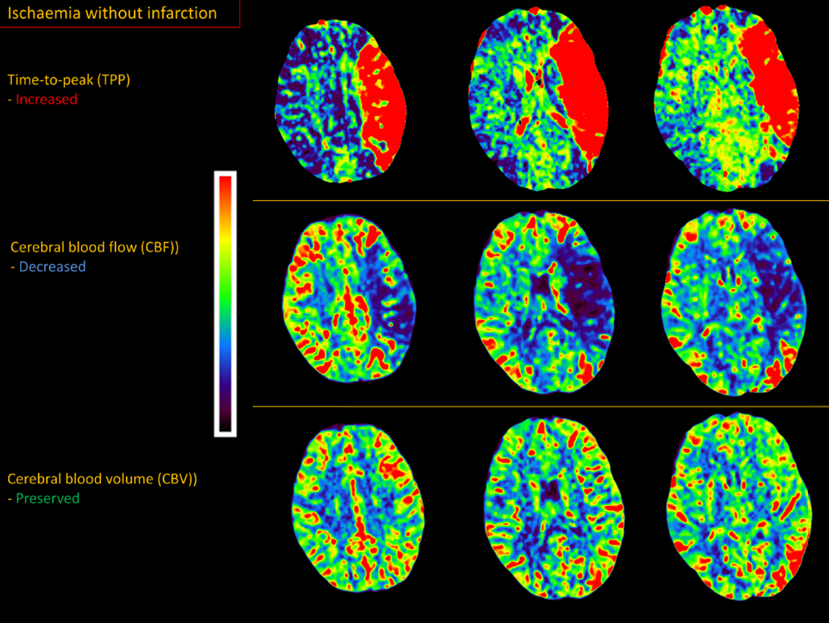 Ischaemia without infarction
Time-to-peak (TPP)
- Increased
Cerebral blood flow (CBF))
- Decreased
Cerebral blood volume (CBV))
- Preserved